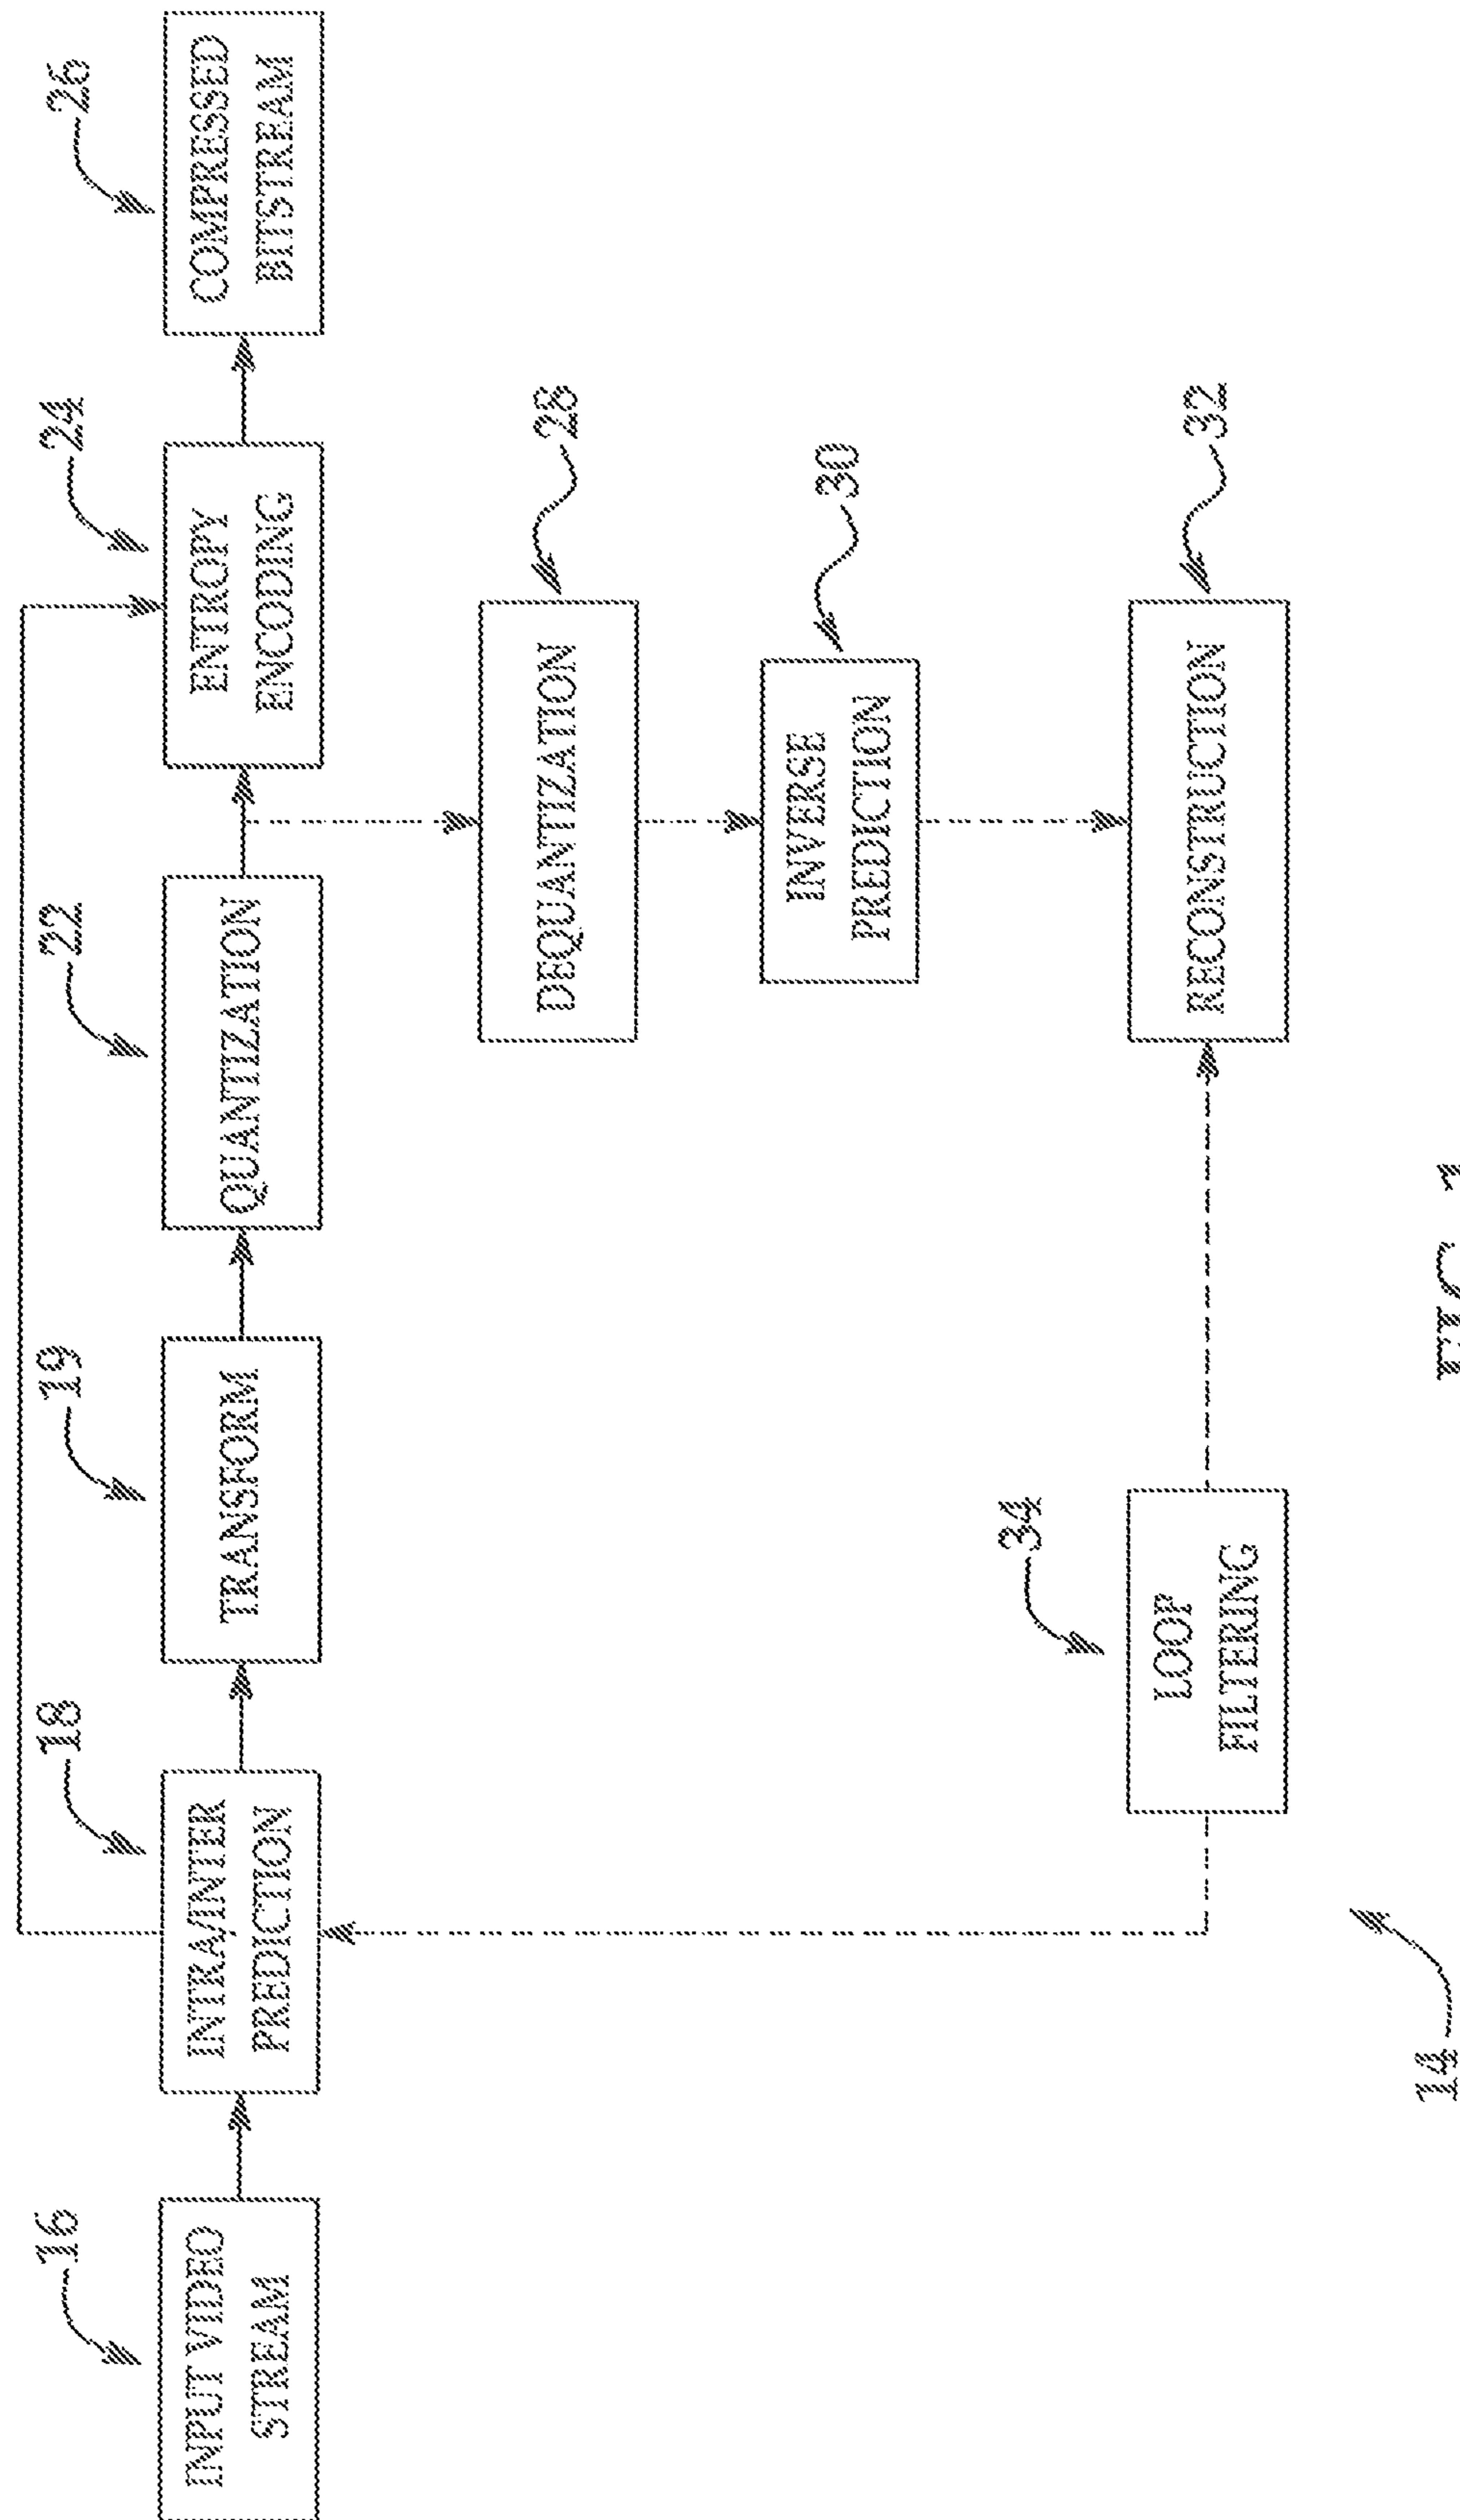 16
INPUT VIDEO
STREAM
18
INTRA/INTER
PREDICTION
19
TRANSFORM
22
QUANTIZATION
24
ENTROPY
ENCODING
26
COMPRESSED
BITSTREAM
28
DEQUANTIZATION
30
INVERSE
PREDICTION
34
LOOP
FILTERING
32
RECONSTRUCTION
14